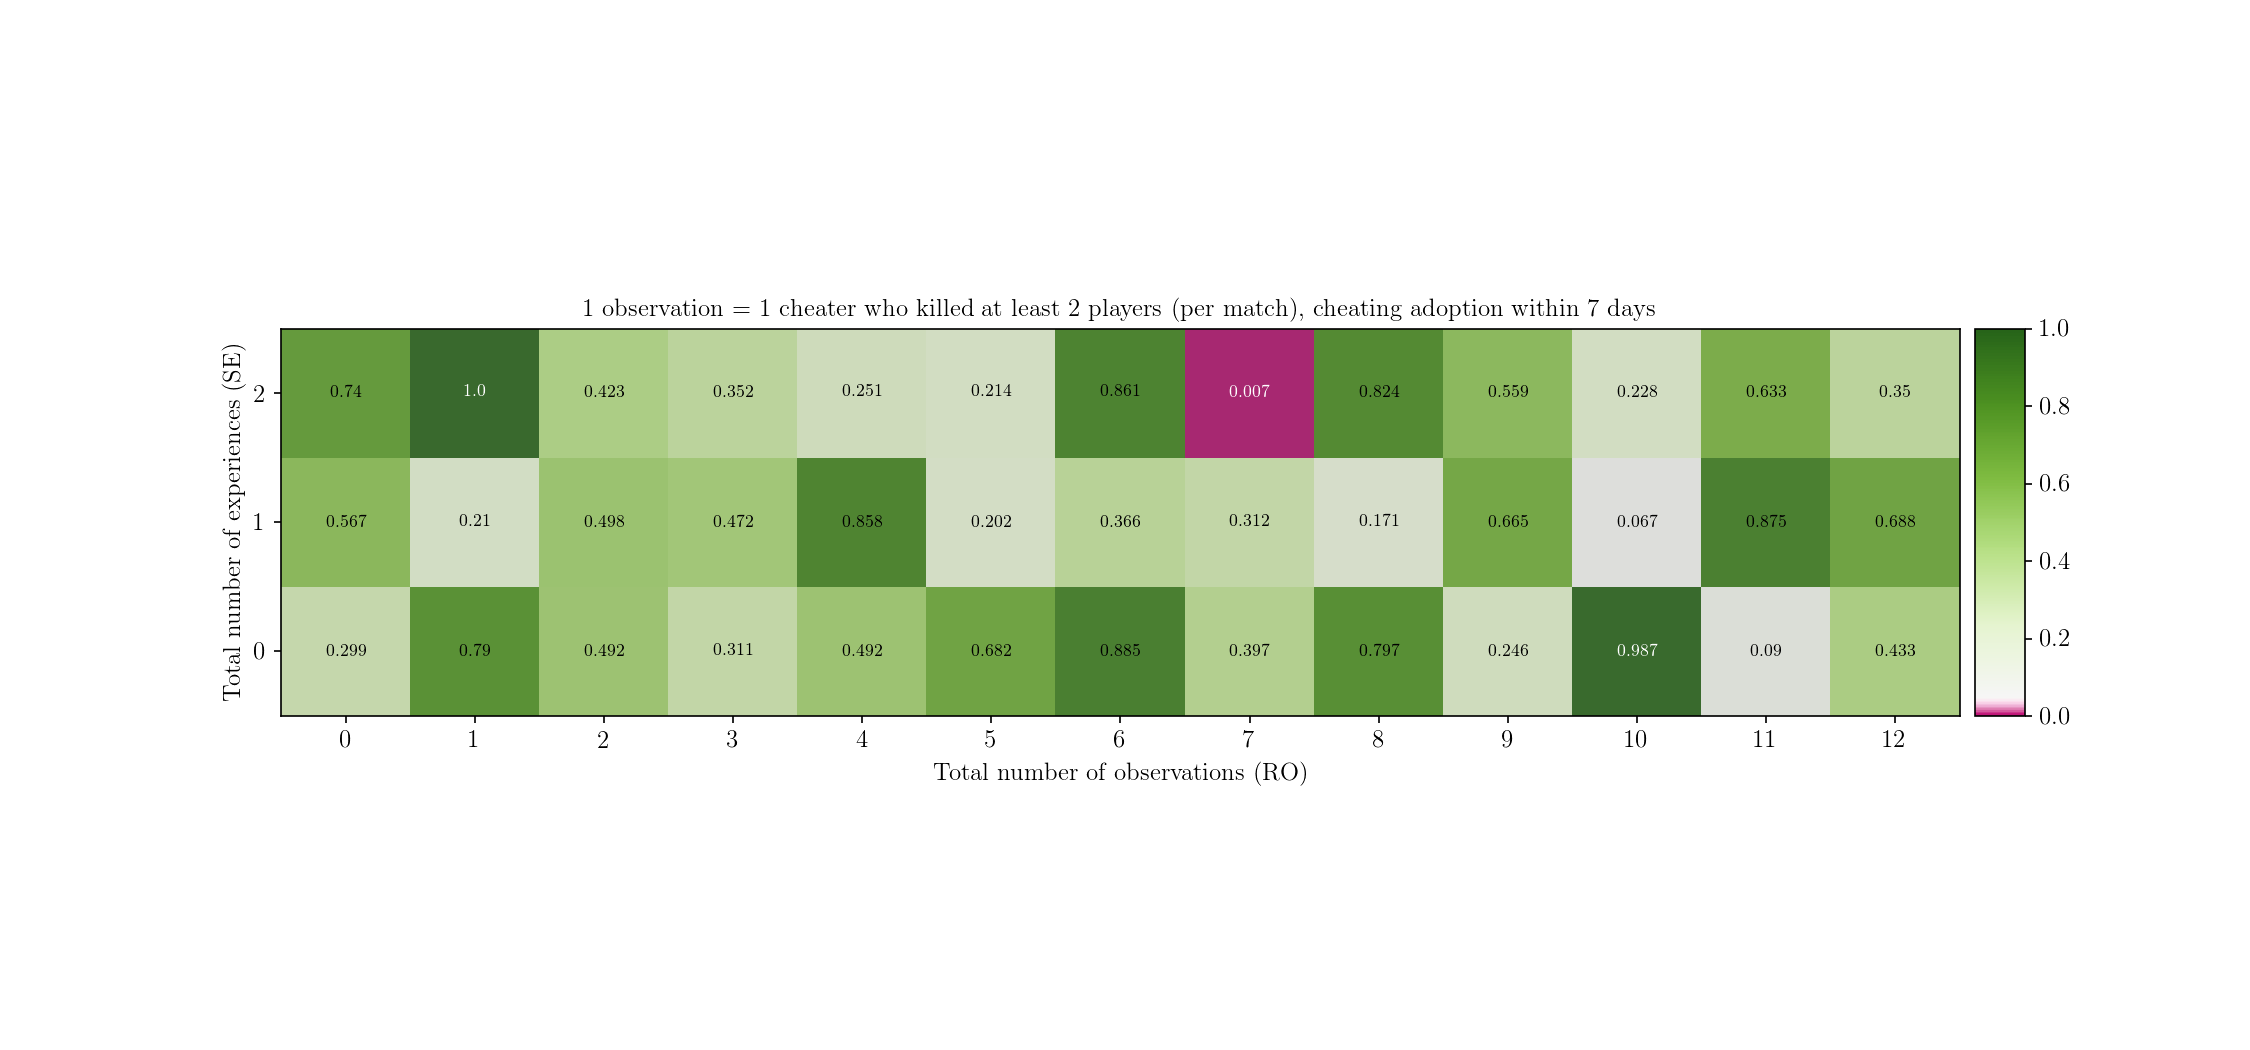 1 observation = 1 cheater who killed at least 2 players (per match), cheating adoption within 7 days
Total number of experiences (SE)
2 0.74 1.0 0.423 0.352 0.251 0.214 0.861 0.007 0.824 0.559 0.228 0.633 0.35
1 0.567 0.21 0.498 0.472 0.858 0.202 0.366 0.312 0.171 0.665 0.067 0.875 0.688
0 0.299 0.79 0.492 0.311 0.492 0.682 0.885 0.397 0.797 0.246 0.987 0.09 0.433
0 1 2 3 4 5 6 7 8 9 10 11 12
Total number of observations (RO)
1.0
0.8
0.6
0.4
0.2
0.0